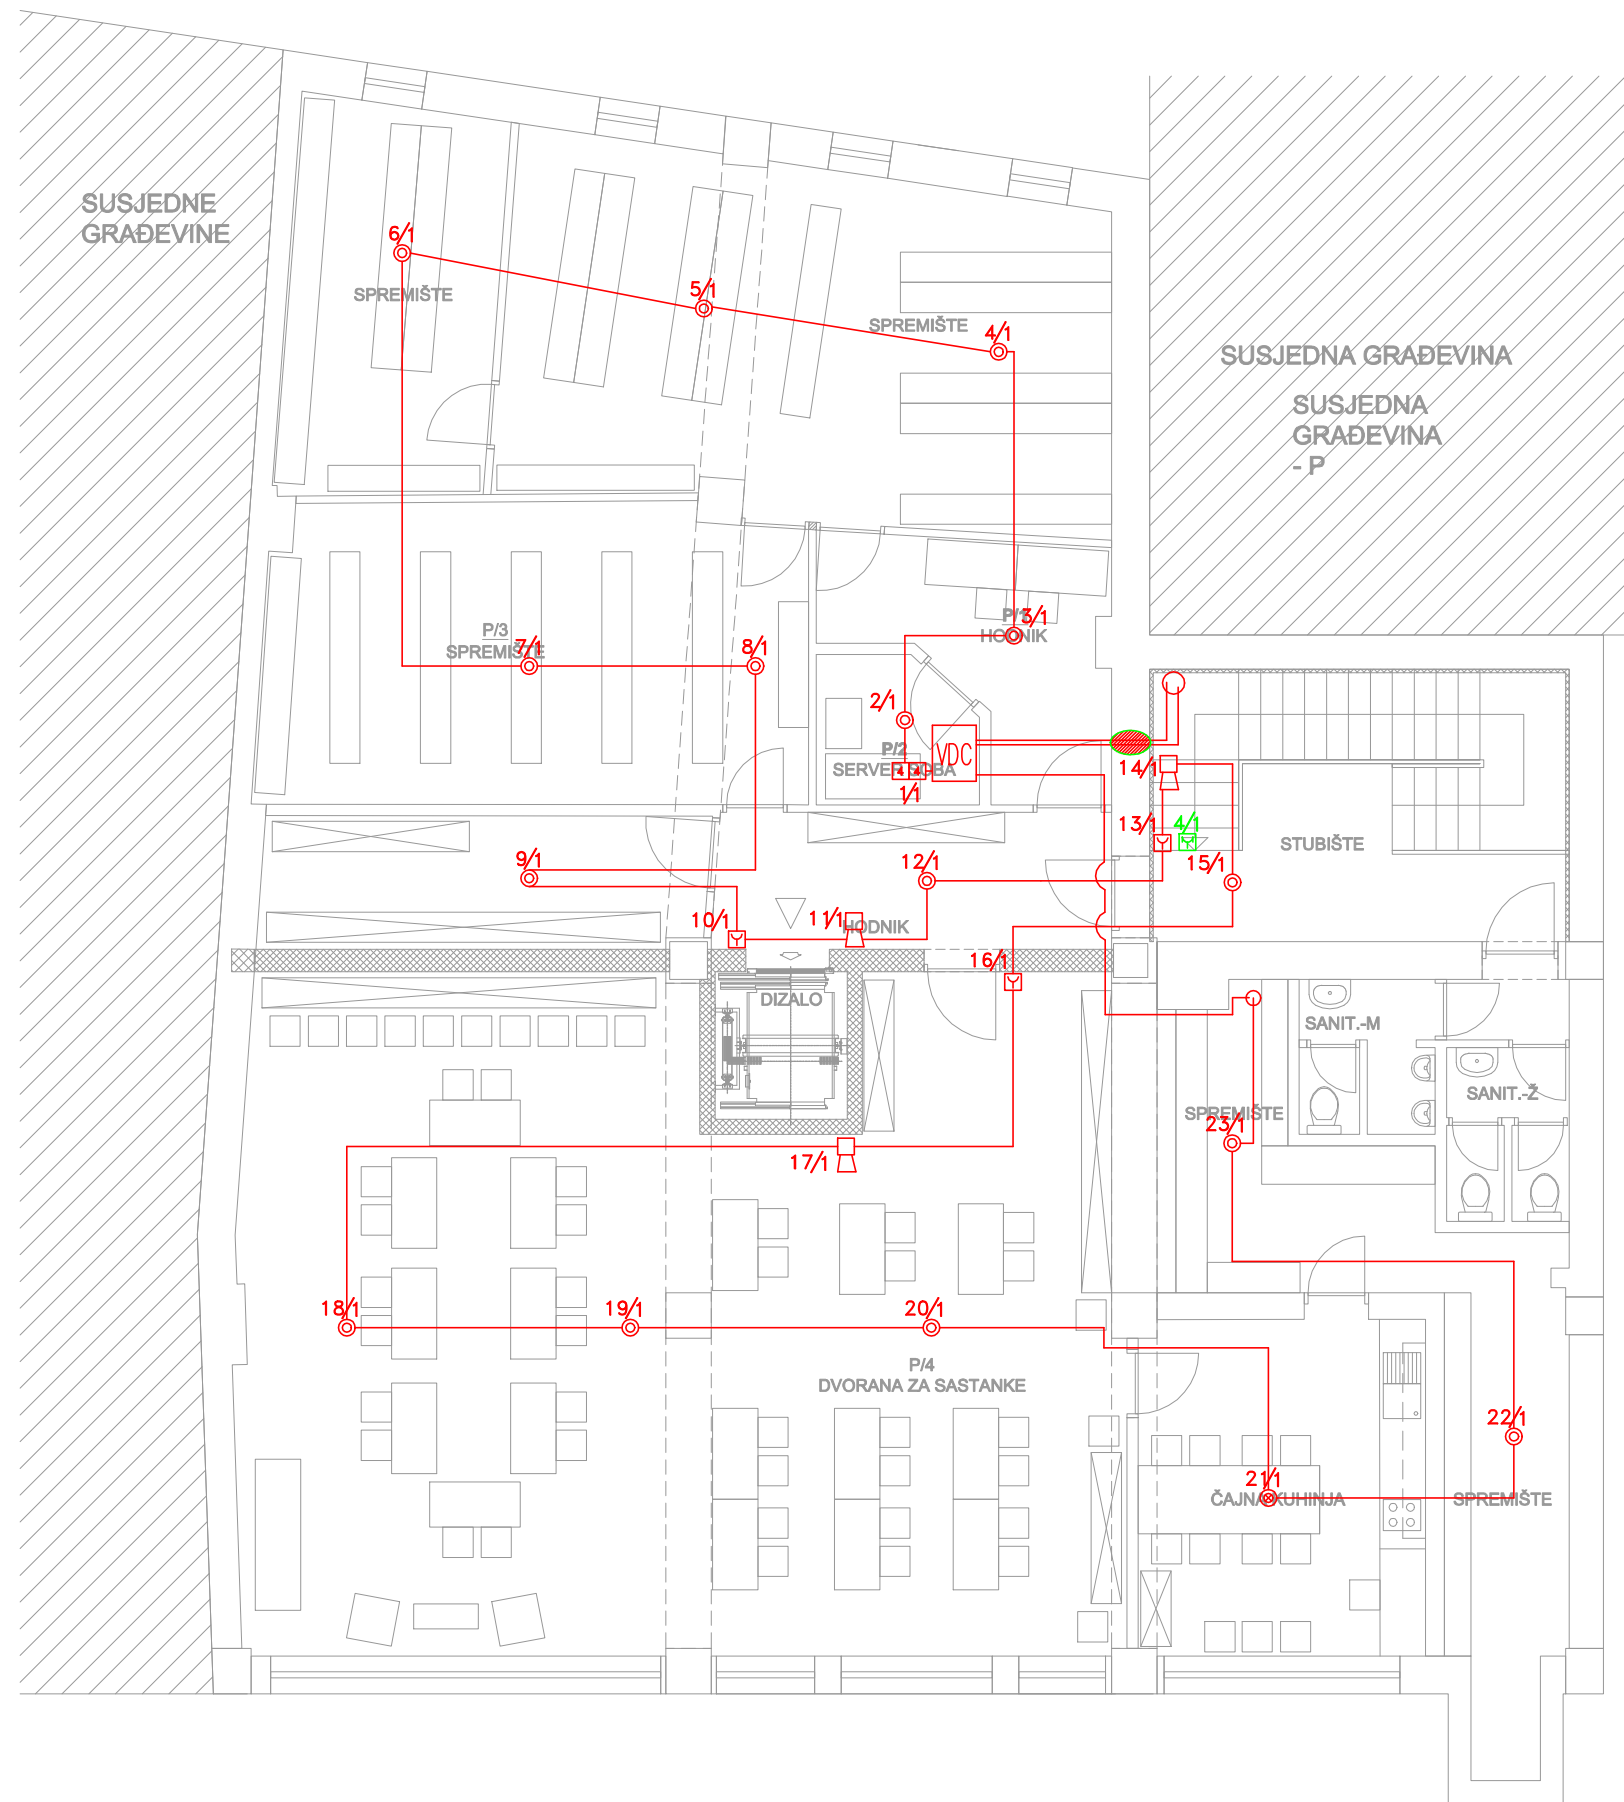 SUSJEDNE
GRAĐEVINE
6/1
SPREMIŠTE
5/1
SPREMIŠTE
4/1
SUSJEDNA GRAĐEVINA
SUSJEDNA
GRAĐEVINA
- P
P/3
SPREMIŠTE
7/1
8/1
P/1
3/1
HODNIK
2/1
P/2
SERVER SOBA
4 4
1/1
VDC
14/1
13/1
4/1
15/1
STUBIŠTE
9/1
12/1
10/1
11/1
HODNIK
16/1
DIZALO
SANIT.-M
SANIT.-Ž
SPREMIŠTE
23/1
17/1
18/1
19/1
20/1
P/4
DVORANA ZA SASTANKE
22/1
21/1
ČAJNA KUHINJA
SPREMIŠTE